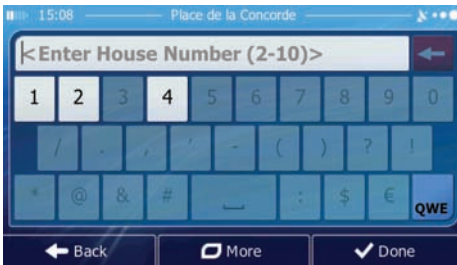 15:08 Place de la Concorde
<Enter House Number (2-10)>
1 2 3 4 5 6 7 8 9 0
/ . , ' - ( ) ? !
* @ & # : $ € QWE
Back More Done